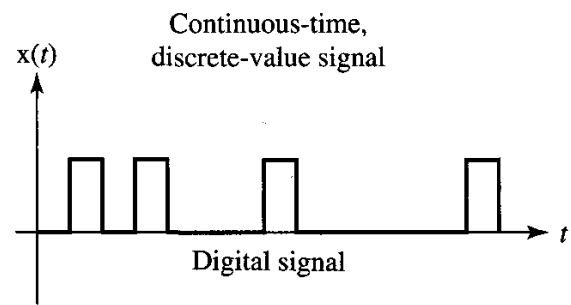 Continuous-time,
discrete-value signal
x(t)
t
Digital signal